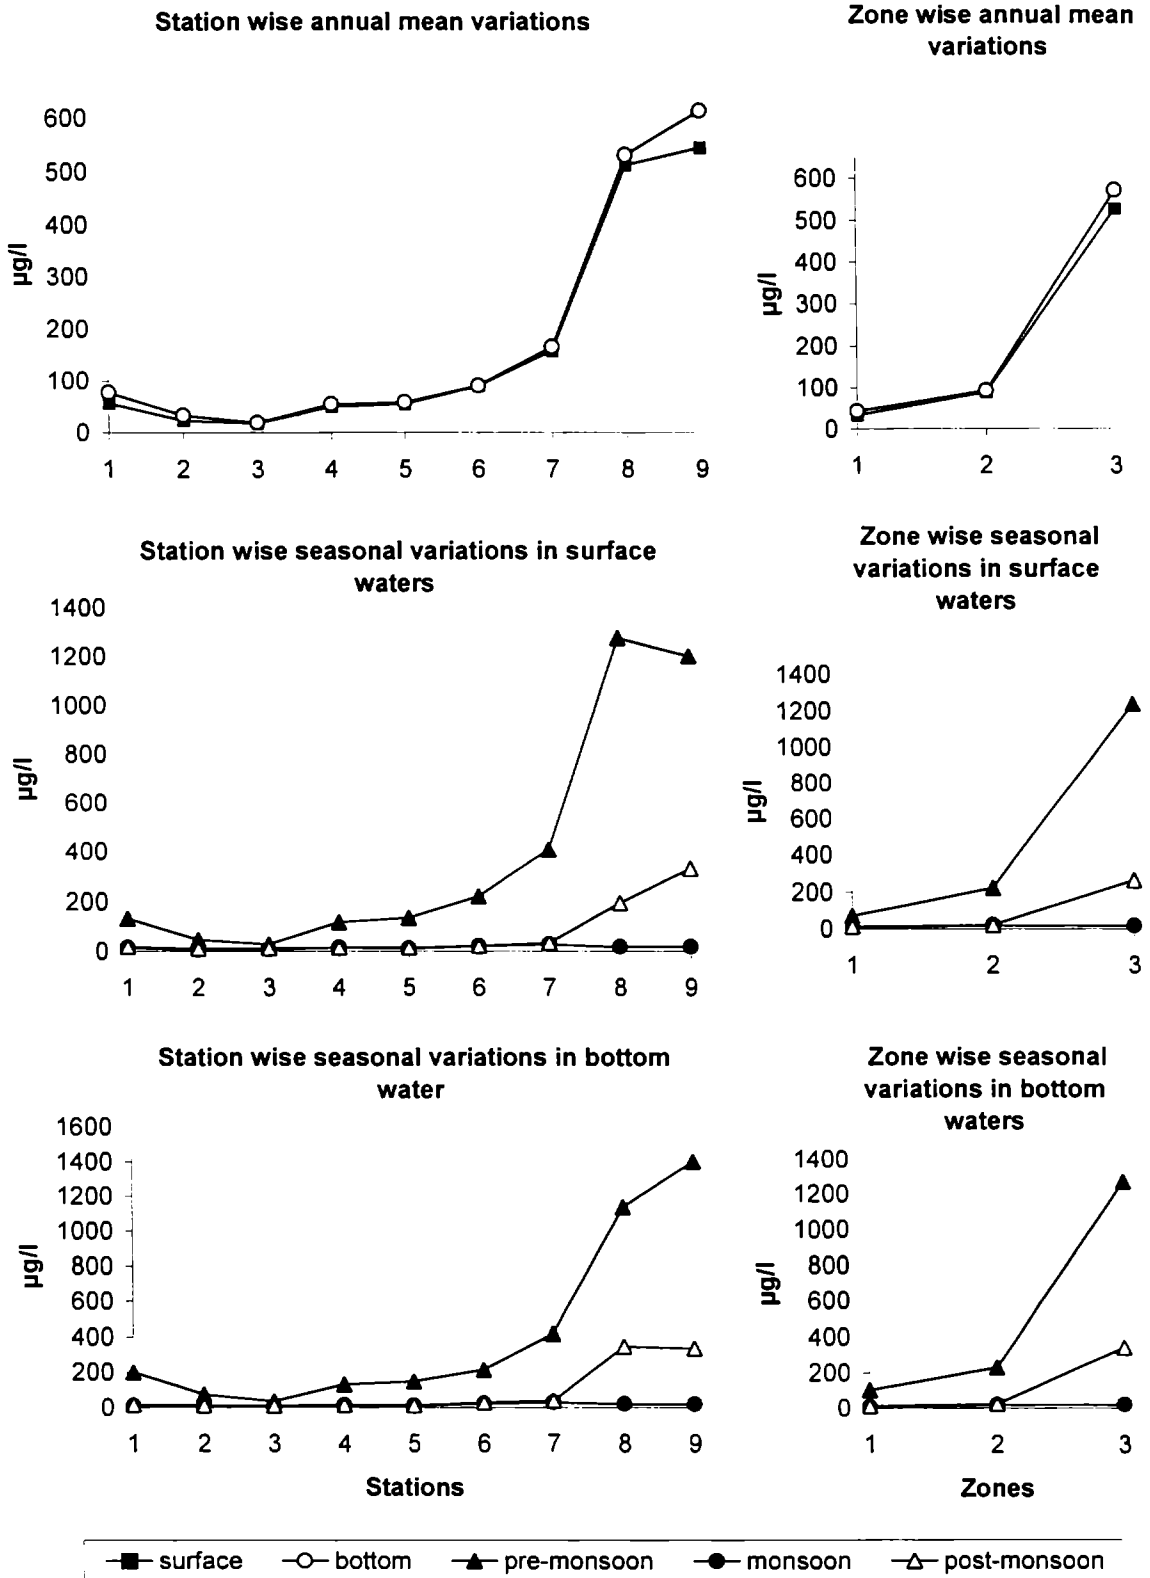 Station wise annual mean variations
600
500
400
300
200
100
0
µg/l
1 2 3 4 5 6 7 8 9
Zone wise annual mean
variations
600
500
400
300
200
100
0
µg/l
1 2 3
Station wise seasonal variations in surface
waters
1400
1200
1000
800
600
400
200
0
µg/l
1 2 3 4 5 6 7 8 9
Zone wise seasonal
variations in surface
waters
1400
1200
1000
800
600
400
200
0
µg/l
1 2 3
Station wise seasonal variations in bottom
water
1600
1400
1200
1000
800
600
400
200
0
µg/l
1 2 3 4 5 6 7 8 9
Stations
Zone wise seasonal
variations in bottom
waters
1400
1200
1000
800
600
400
200
0
µg/l
1 2 3
Zones
surface bottom pre-monsoon monsoon post-monsoon